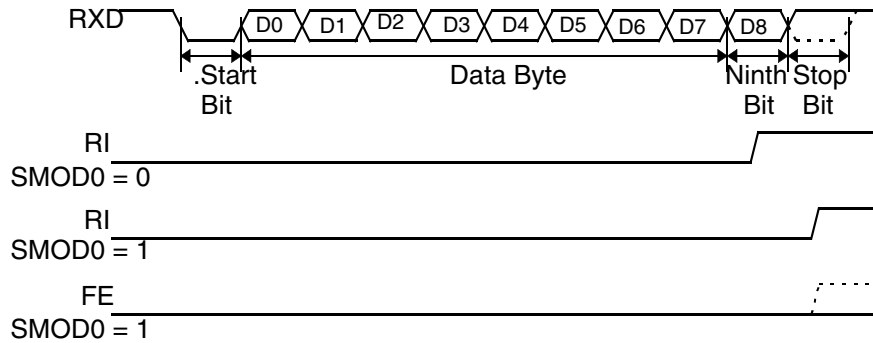 RXD D0 D1 D2 D3 D4 D5 D6 D7 D8
.Start Data Byte Ninth Stop
Bit Bit Bit
RI
SMOD0 = 0
RI
SMOD0 = 1
FE
SMOD0 = 1